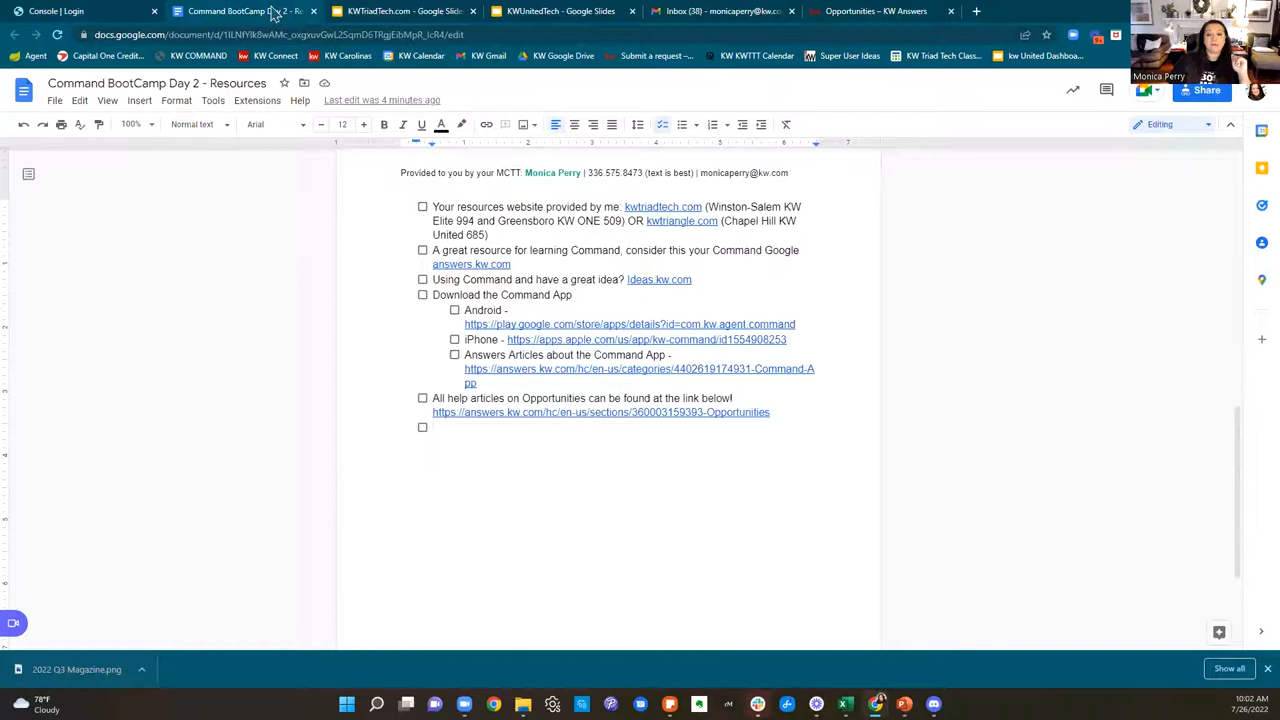 Console | Login
Command BootCamp Day 2 - Re
KWTriadTech.com - Google Slide
KWUnitedTech - Google Slides
Inbox (38) - monicaperry@kw.co
Opportunities – KW Answers
docs.google.com/document/d/1ILNfYlk8wAMc_oxgxuvGwL2SqmD6TRgjEibMpR_IcR4/edit
Agent
Capital One Credit...
KW COMMAND
KW Connect
KW Carolinas
KW Calendar
KW Gmail
KW Google Drive
Submit a request –...
KW KWTTT Calendar
Super User Ideas
KW Triad Tech Class...
kw United Dashboa...
Monica Perry
Command BootCamp Day 2 - Resources
File Edit View Insert Format Tools Extensions Help Last edit was 4 minutes ago
Share
100% Normal text Arial 12 Editing
Provided to you by your MCTT: Monica Perry | 336.575.8473 (text is best) | monicaperry@kw.com
Your resources website provided by me: kwtriadtech.com (Winston-Salem KW
Elite 994 and Greensboro KW ONE 509) OR kwtriangle.com (Chapel Hill KW
United 685)
A great resource for learning Command, consider this your Command Google
answers.kw.com
Using Command and have a great idea? Ideas.kw.com
Download the Command App
Android -
https://play.google.com/store/apps/details?id=com.kw.agent.command
iPhone - https://apps.apple.com/us/app/kw-command/id1554908253
Answers Articles about the Command App -
https://answers.kw.com/hc/en-us/categories/4402619174931-Command-A
pp
All help articles on Opportunities can be found at the link below!
https://answers.kw.com/hc/en-us/sections/360003159393-Opportunities
2022 Q3 Magazine.png
Show all
78°F
Cloudy
10:02 AM
7/26/2022